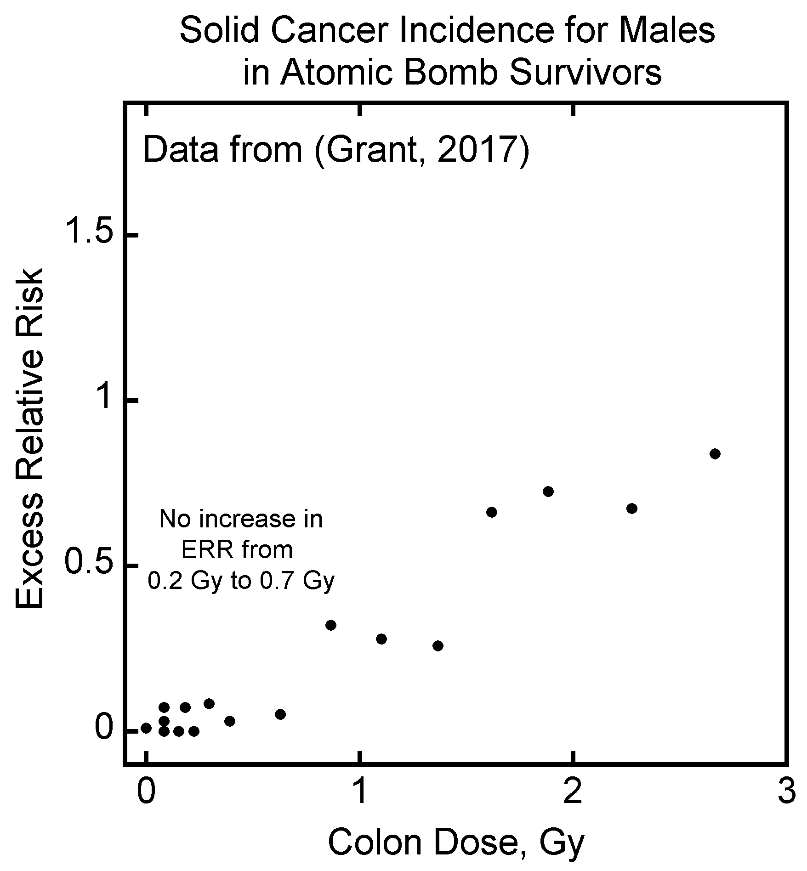 Solid Cancer Incidence for Males
in Atomic Bomb Survivors
Data from (Grant, 2017)
1.5
1
0.5
0
Excess Relative Risk
No increase in
ERR from
0.2 Gy to 0.7 Gy
0
1
2
3
Colon Dose, Gy